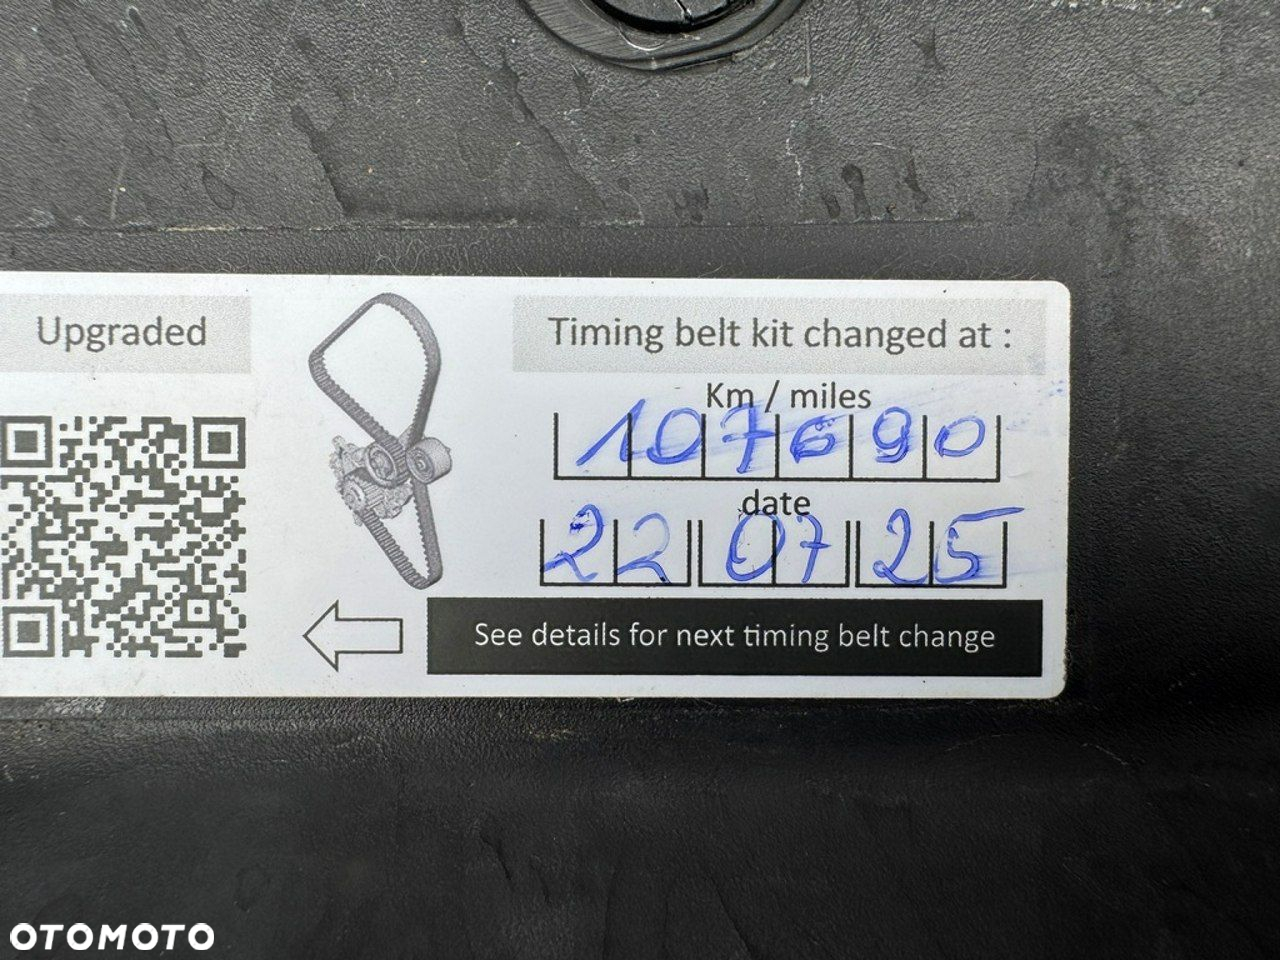 Upgraded
Timing belt kit changed at :
Km / miles
107690
date
22 07 25
See details for next timing belt change
OTOMOTO